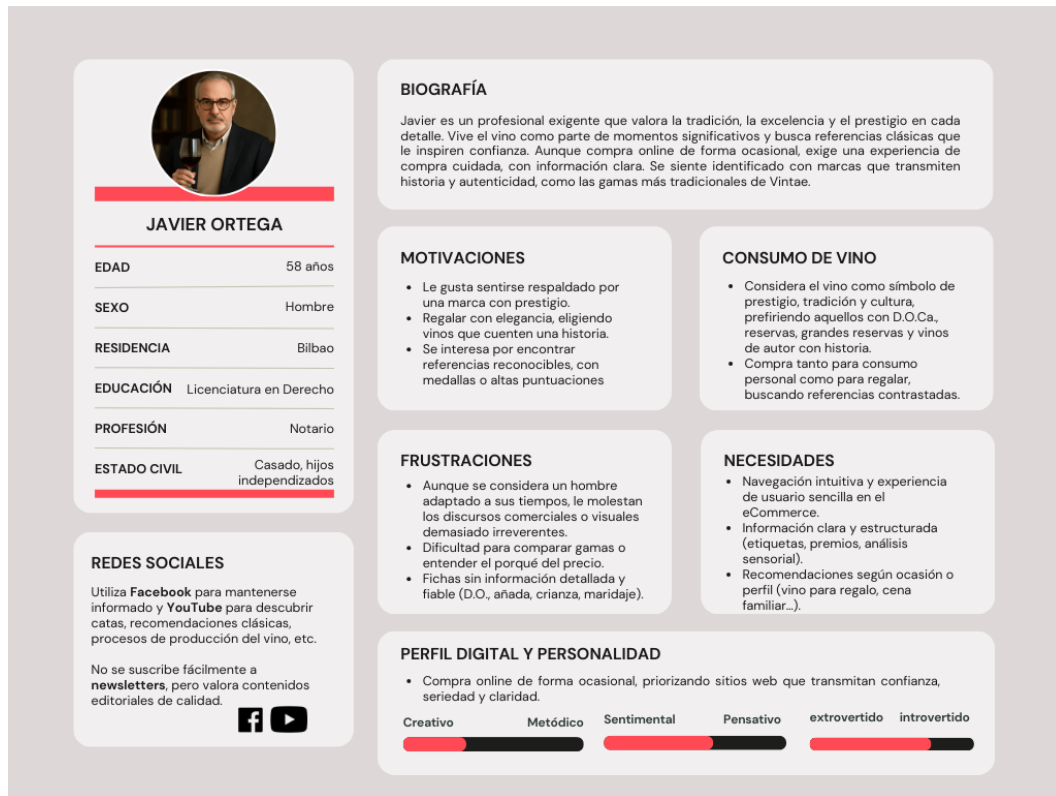 JAVIER ORTEGA
EDAD 58 años
SEXO Hombre
RESIDENCIA Bilbao
EDUCACIÓN Licenciatura en Derecho
PROFESIÓN Notario
ESTADO CIVIL Casado, hijos
independizados
REDES SOCIALES
Utiliza Facebook para mantenerse
informado y YouTube para descubrir
catas, recomendaciones clásicas,
procesos de producción del vino, etc.
No se suscribe fácilmente a
newsletters, pero valora contenidos
editoriales de calidad.
BIOGRAFÍA
Javier es un profesional exigente que valora la tradición, la excelencia y el prestigio en cada
detalle. Vive el vino como parte de momentos significativos y busca referencias clásicas que
le inspiren confianza. Aunque compra online de forma ocasional, exige una experiencia de
compra cuidada, con información clara. Se siente identificado con marcas que transmiten
historia y autenticidad, como las gamas más tradicionales de Vintae.
MOTIVACIONES
• Le gusta sentirse respaldado por
una marca con prestigio.
• Regalar con elegancia, eligiendo
vinos que cuenten una historia.
• Se interesa por encontrar
referencias reconocibles, con
medallas o altas puntuaciones
CONSUMO DE VINO
• Considera el vino como símbolo de
prestigio, tradición y cultura,
prefiriendo aquellos con D.O.Ca.,
reservas, grandes reservas y vinos
de autor con historia.
• Compra tanto para consumo
personal como para regalar,
buscando referencias contrastadas.
FRUSTRACIONES
• Aunque se considera un hombre
adaptado a sus tiempos, le molestan
los discursos comerciales o visuales
demasiado irreverentes.
• Dificultad para comparar gamas o
entender el porqué del precio.
• Fichas sin información detallada y
fiable (D.O., añada, crianza, maridaje).
NECESIDADES
• Navegación intuitiva y experiencia
de usuario sencilla en el
eCommerce.
• Información clara y estructurada
(etiquetas, premios, análisis
sensorial).
• Recomendaciones según ocasión o
perfil (vino para regalo, cena
familiar...).
PERFIL DIGITAL Y PERSONALIDAD
• Compra online de forma ocasional, priorizando sitios web que transmitan confianza,
seriedad y claridad.
Creativo Metódico Sentimental Pensativo extrovertido introvertido